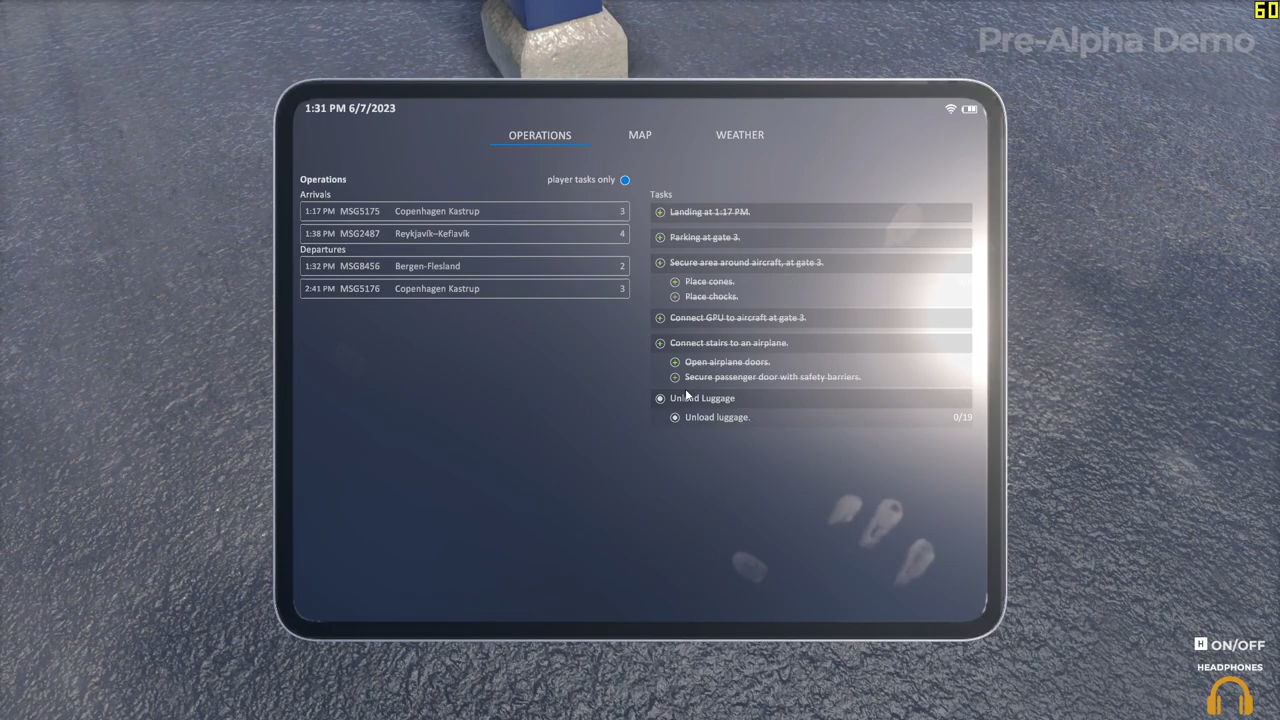 60
Pre-Alpha Demo
1:31 PM 6/7/2023
OPERATIONS MAP WEATHER
Operations player tasks only
Arrivals
1:17 PM MSG5175 Copenhagen Kastrup 3
1:38 PM MSG2487 Reykjavík–Keflavík 4
Departures
1:32 PM MSG8456 Bergen-Flesland 2
2:41 PM MSG5176 Copenhagen Kastrup 3
Tasks
Landing at 1:17 PM.
Parking at gate 3.
Secure area around aircraft, at gate 3.
Place cones.
Place chocks.
Connect GPU to aircraft at gate 3.
Connect stairs to an airplane.
Open airplane doors.
Secure passenger door with safety barriers.
Unload Luggage
Unload luggage. 0/19
H ON/OFF
HEADPHONES